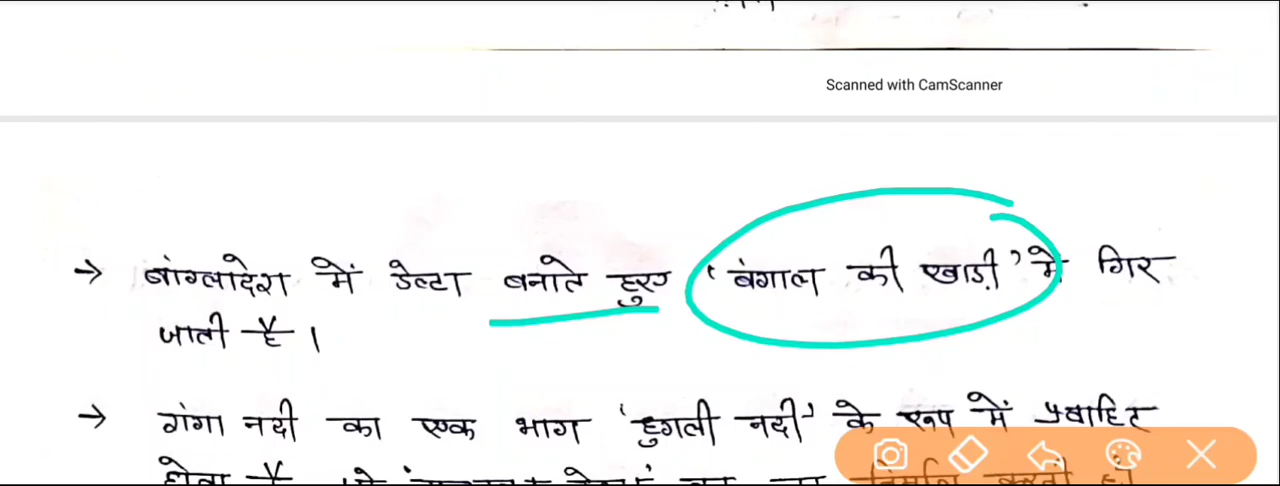 Scanned with CamScanner
→ बांग्लादेश में डेल्टा बनाते हुए 'बंगाल की खाड़ी' में गिर
जाती है।
→ गंगा नदी का एक भाग 'हुगली नदी' के रूप में प्रवाहित
होता है